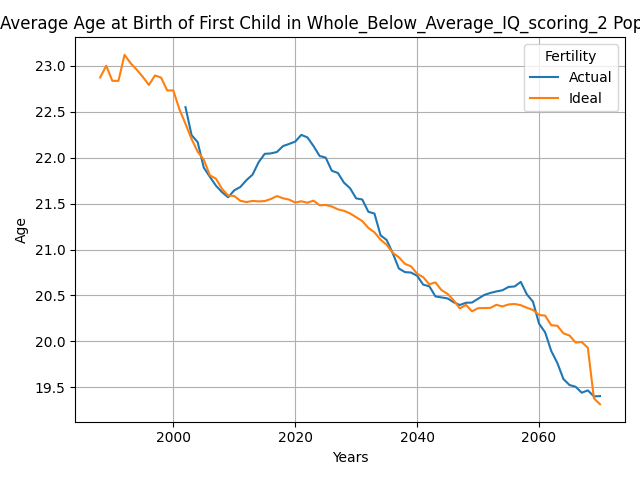 Average Age at Birth of First Child in Whole_Below_Average_IQ_scoring_2 Pop
Fertility
Actual
Ideal
23.0
22.5
22.0
21.5
21.0
20.5
20.0
19.5
Age
2000
2020
2040
2060
Years